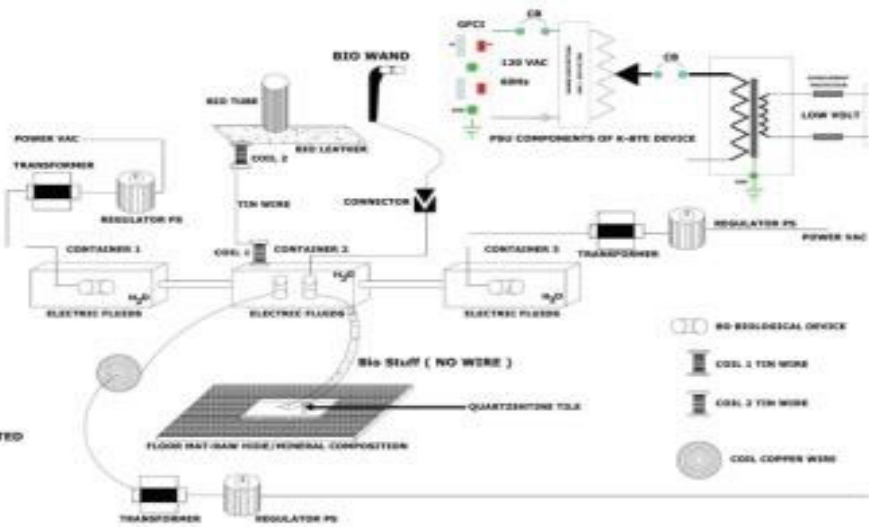 CB
GFCI
BIO WAND
120 VAC
60Hz
CB
BIO TUBE
LOW VOLT
POWER VAC
PSU COMPONENTS OF K-BTE DEVICE
BIO LEATHER
COIL 2
TRANSFORMER
TIN WIRE
CONNECTOR
REGULATOR PS
REGULATOR PS
POWER VAC
CONTAINER 1
COIL 1
CONTAINER 2
CONTAINER 3
TRANSFORMER
H2O
H2O
H2O
ELECTRIC FLUIDS
ELECTRIC FLUIDS
ELECTRIC FLUIDS
BO BIOLOGICAL DEVICE
Bio Stuff ( NO WIRE )
COIL 1 TIN WIRE
COIL 2 TIN WIRE
TED
FLOOR MAT-RAW HIDE/MINERAL COMPOSITION
COIL COPPER WIRE
TRANSFORMER
REGULATOR PS